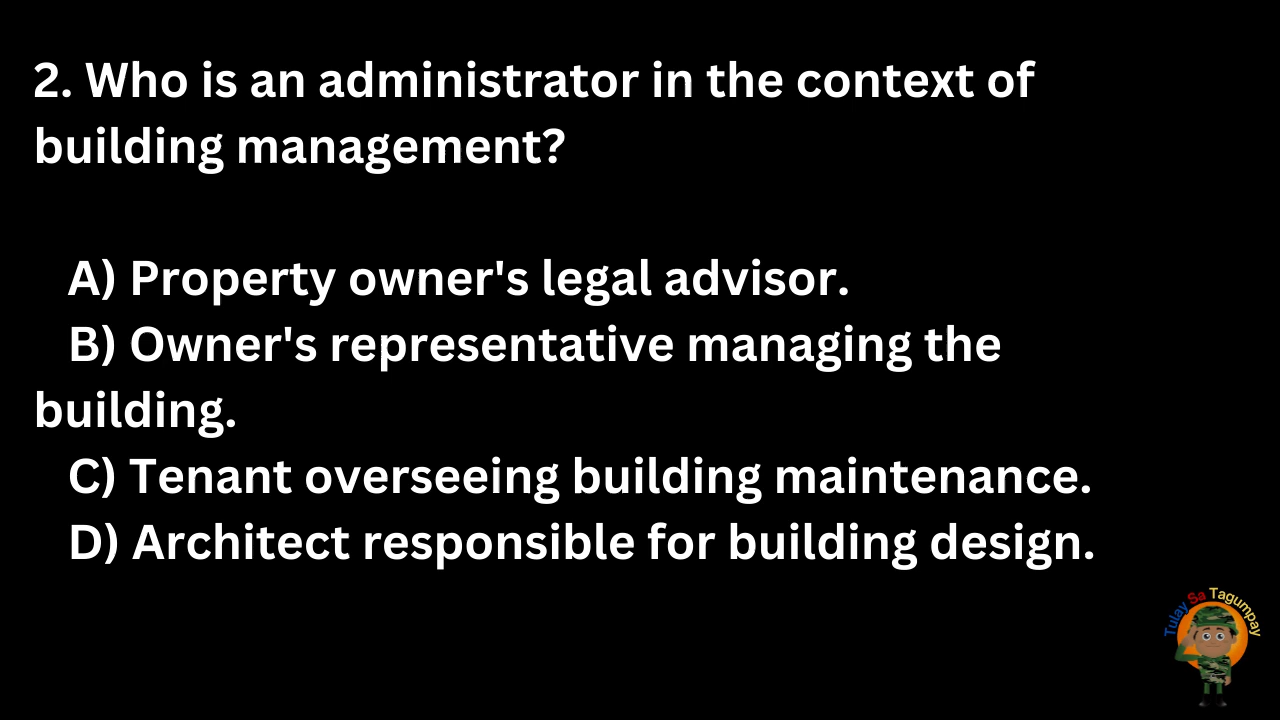 2. Who is an administrator in the context of
building management?
A) Property owner's legal advisor.
B) Owner's representative managing the
building.
C) Tenant overseeing building maintenance.
D) Architect responsible for building design.
Tulay Sa Tagumpay